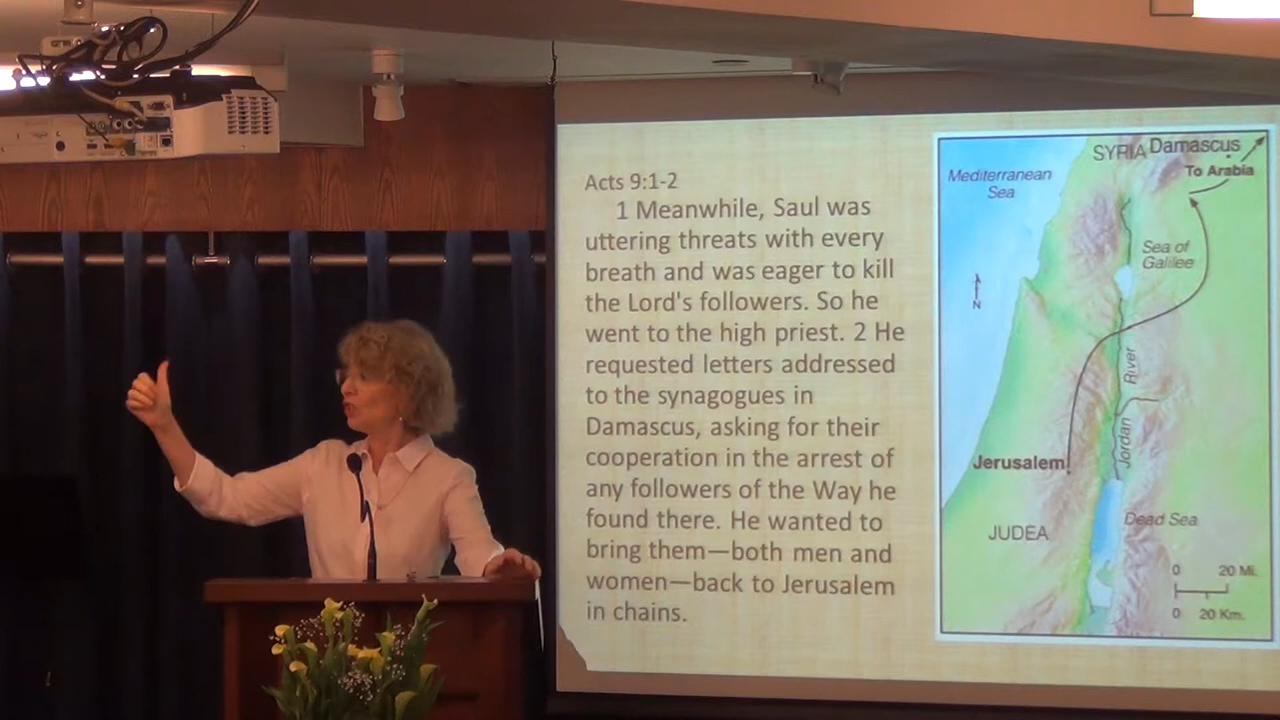 Acts 9:1-2
1 Meanwhile, Saul was
uttering threats with every
breath and was eager to kill
the Lord's followers. So he
went to the high priest. 2 He
requested letters addressed
to the synagogues in
Damascus, asking for their
cooperation in the arrest of
any followers of the Way he
found there. He wanted to
bring them—both men and
women—back to Jerusalem
in chains.
SYRIA Damascus
To Arabia
Mediterranean
Sea
Sea of
Galilee
N
River
Jordan
Jerusalem
Dead Sea
JUDEA
0 20 Mi.
0 20 Km.